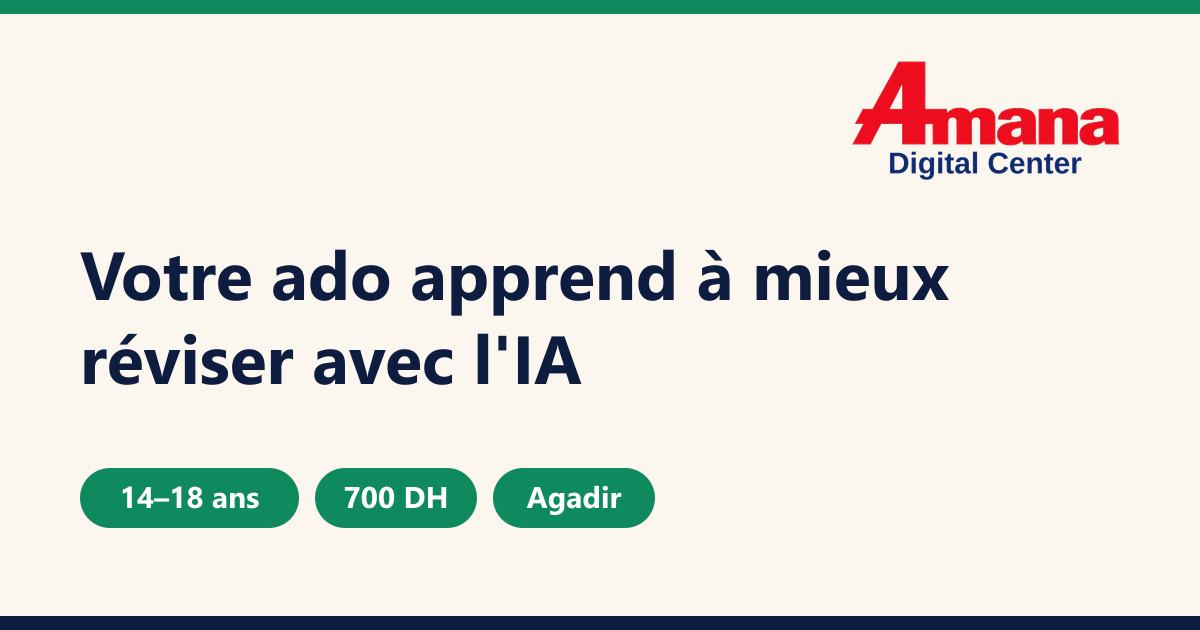 Amana
Digital Center
Votre ado apprend à mieux
réviser avec l'IA
14–18 ans
700 DH
Agadir